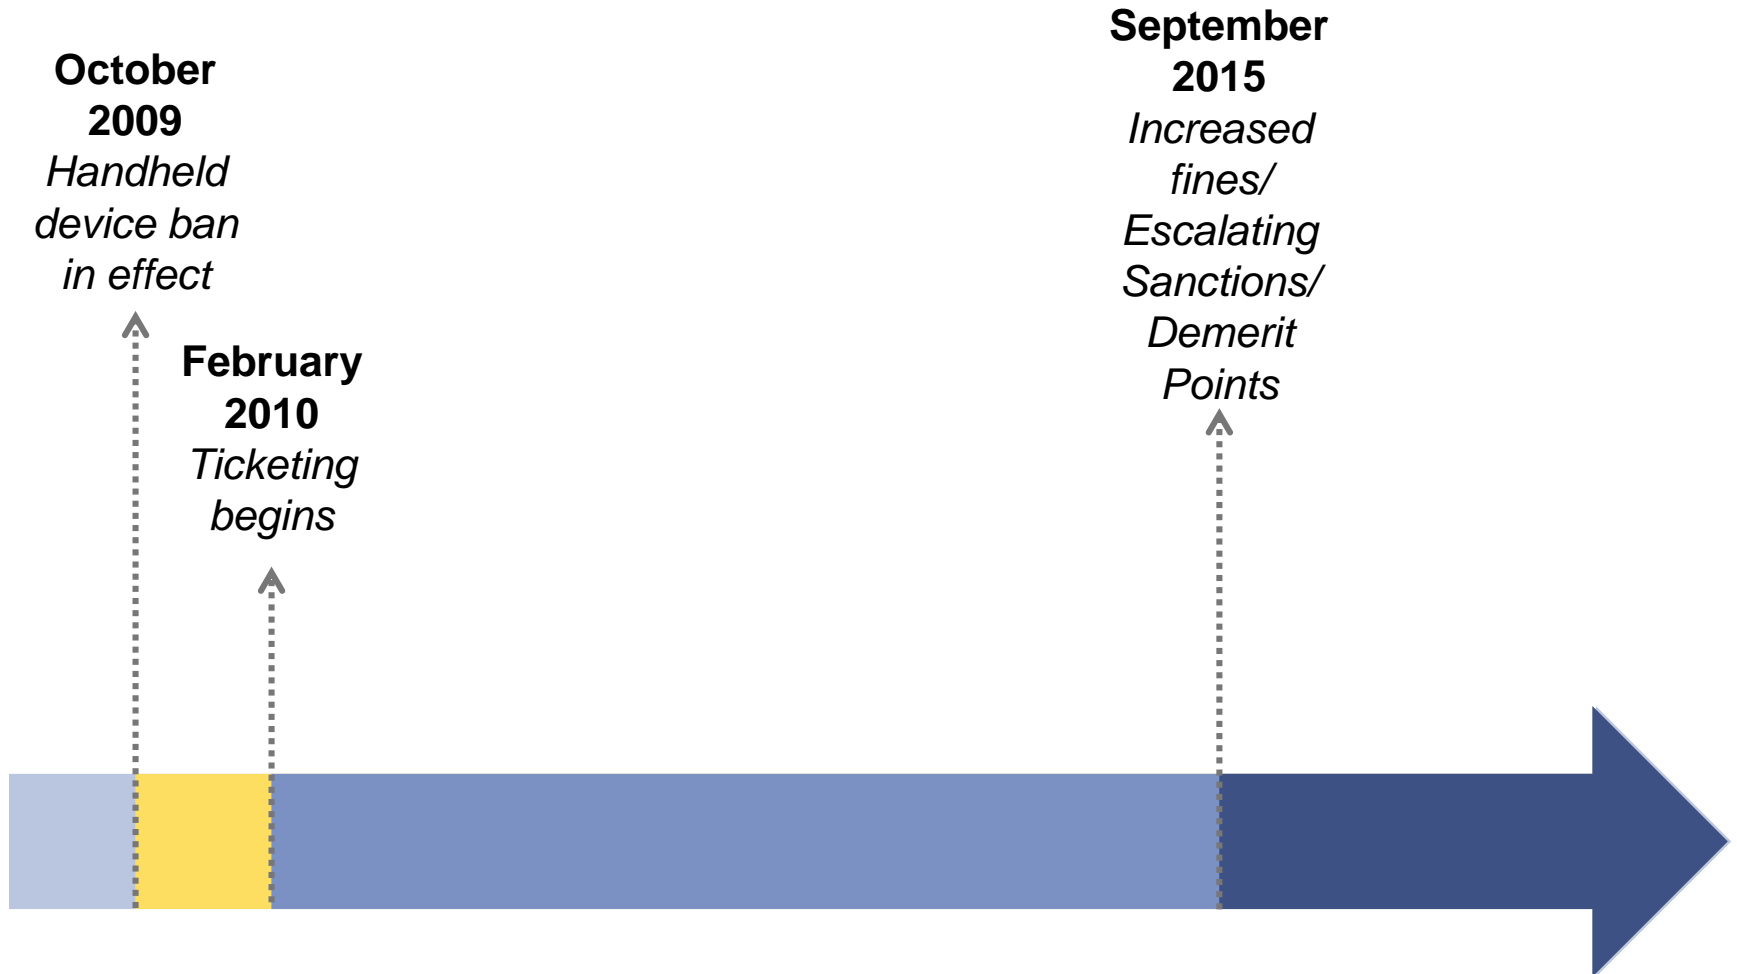 October
2009
Handheld
device ban
in effect
February
2010
Ticketing
begins
September
2015
Increased
fines/
Escalating
Sanctions/
Demerit
Points